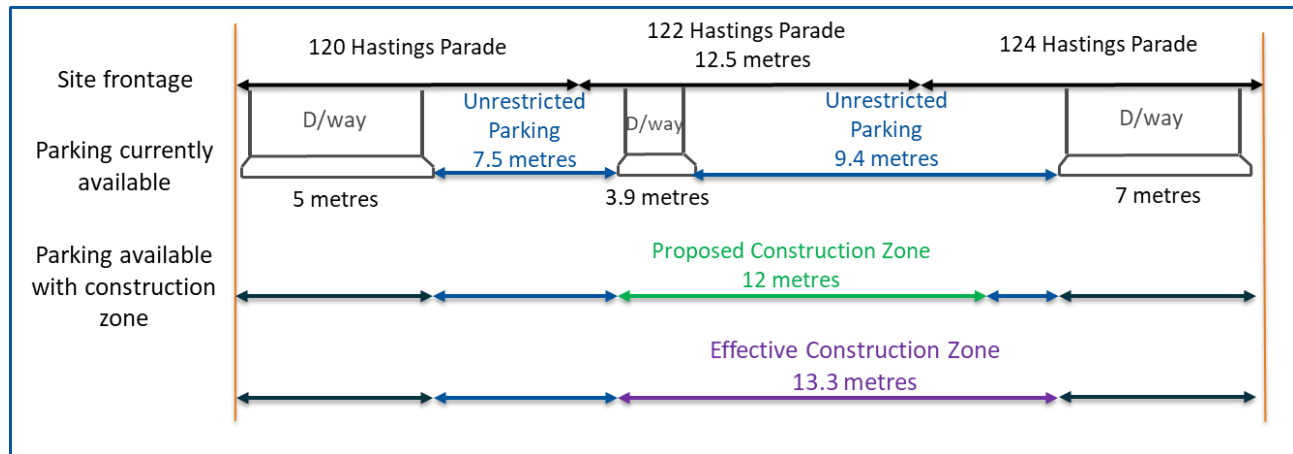 120 Hastings Parade
122 Hastings Parade
12.5 metres
124 Hastings Parade
Site frontage
Unrestricted
Parking
7.5 metres
Unrestricted
Parking
9.4 metres
D/way
D/way
D/way
Parking currently
available
5 metres
3.9 metres
7 metres
Parking available
with construction
zone
Proposed Construction Zone
12 metres
Effective Construction Zone
13.3 metres